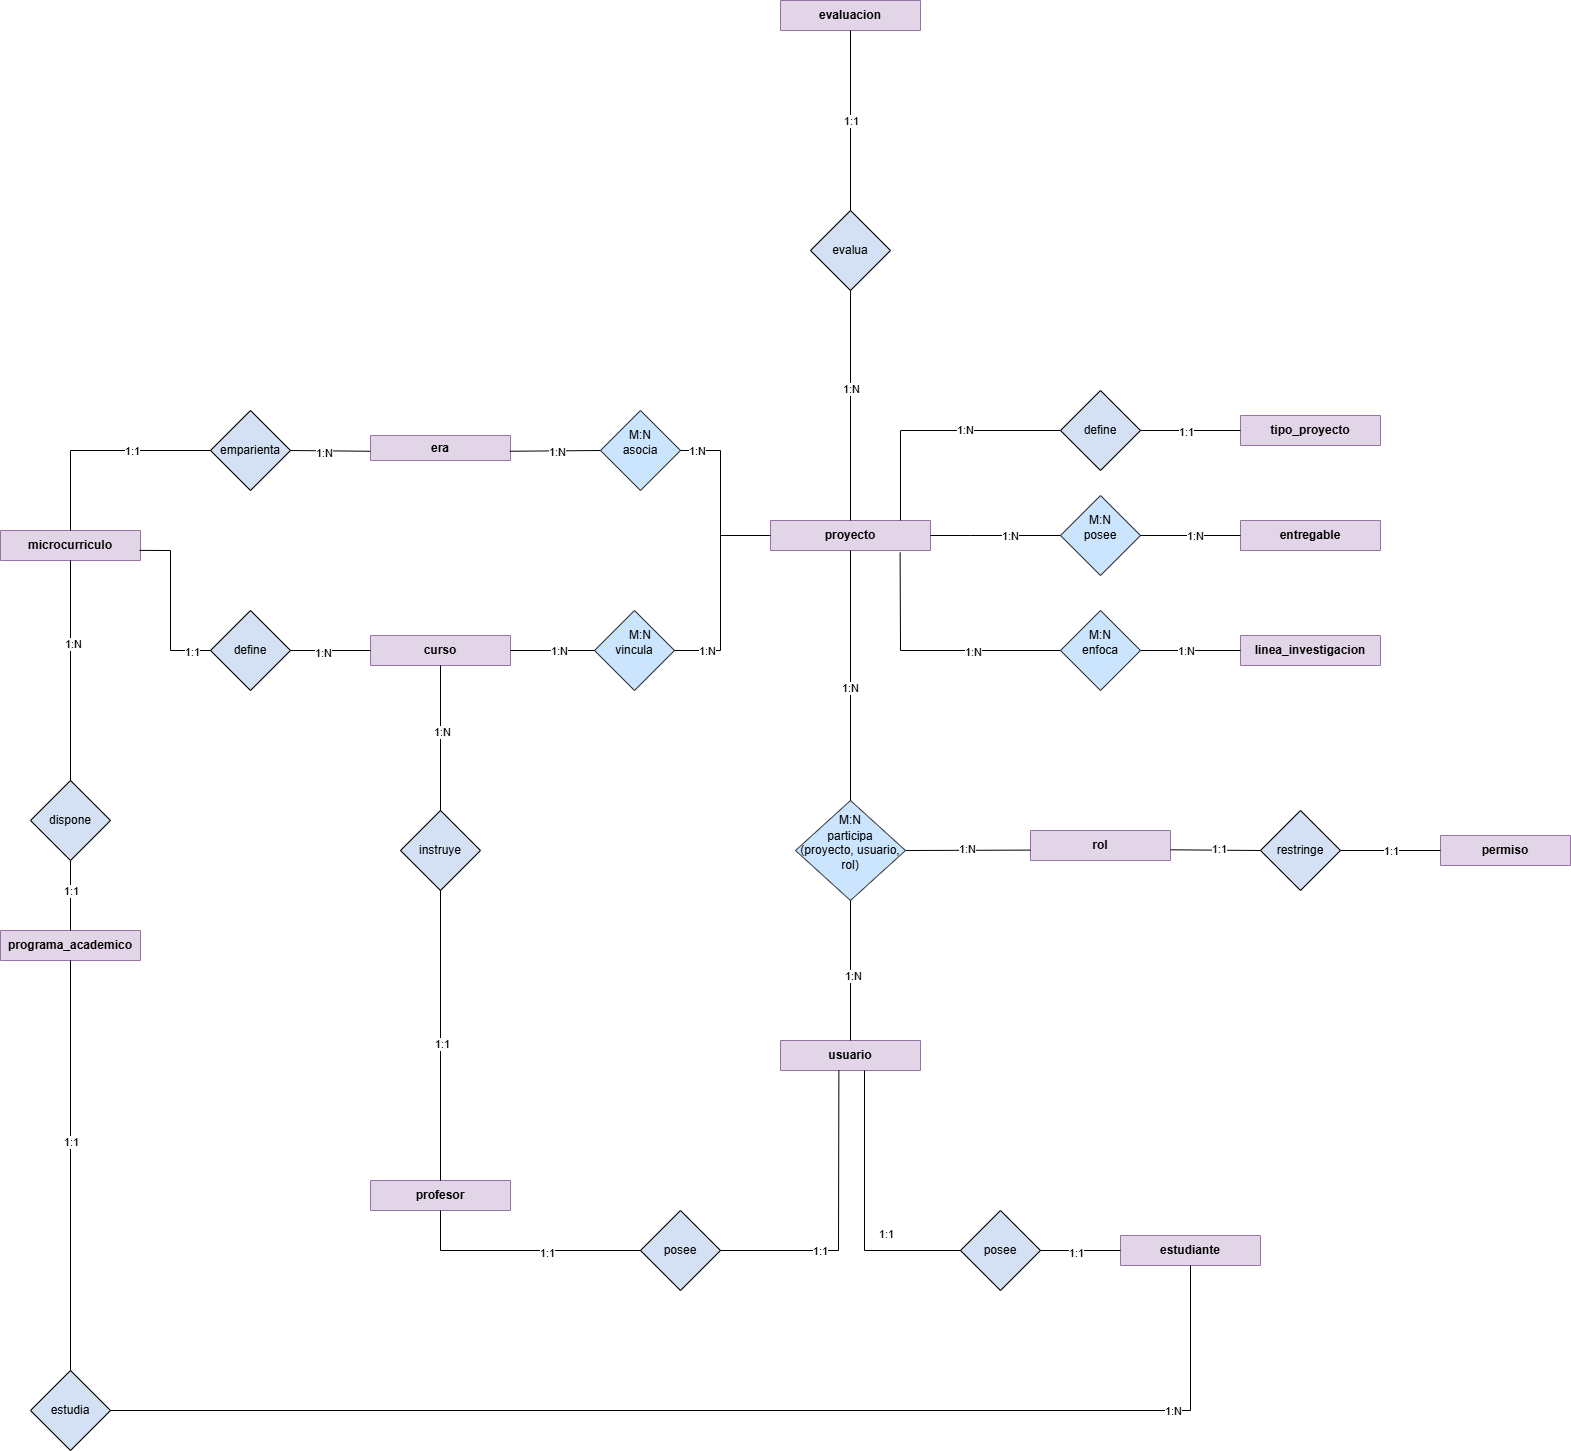 evaluacion
1:1
evalua
1:N
1:N
define
1:1
tipo_proyecto
1:1
emparienta
1:N
era
1:N
M:N
asocia
1:N
microcurriculo
proyecto
1:N
M:N
posee
1:N
entregable
1:1
define
1:N
curso
1:N
M:N
vincula
1:N
1:N
M:N
enfoca
1:N
linea_investigacion
1:N
1:N
1:N
dispone
instruye
M:N
participa
(proyecto, usuario,
rol)
1:N
rol
1:1
restringe
1:1
permiso
1:1
programa_academico
1:N
1:1
usuario
1:1
profesor
1:1
posee
1:1
1:1
posee
1:1
estudiante
estudia
1:N